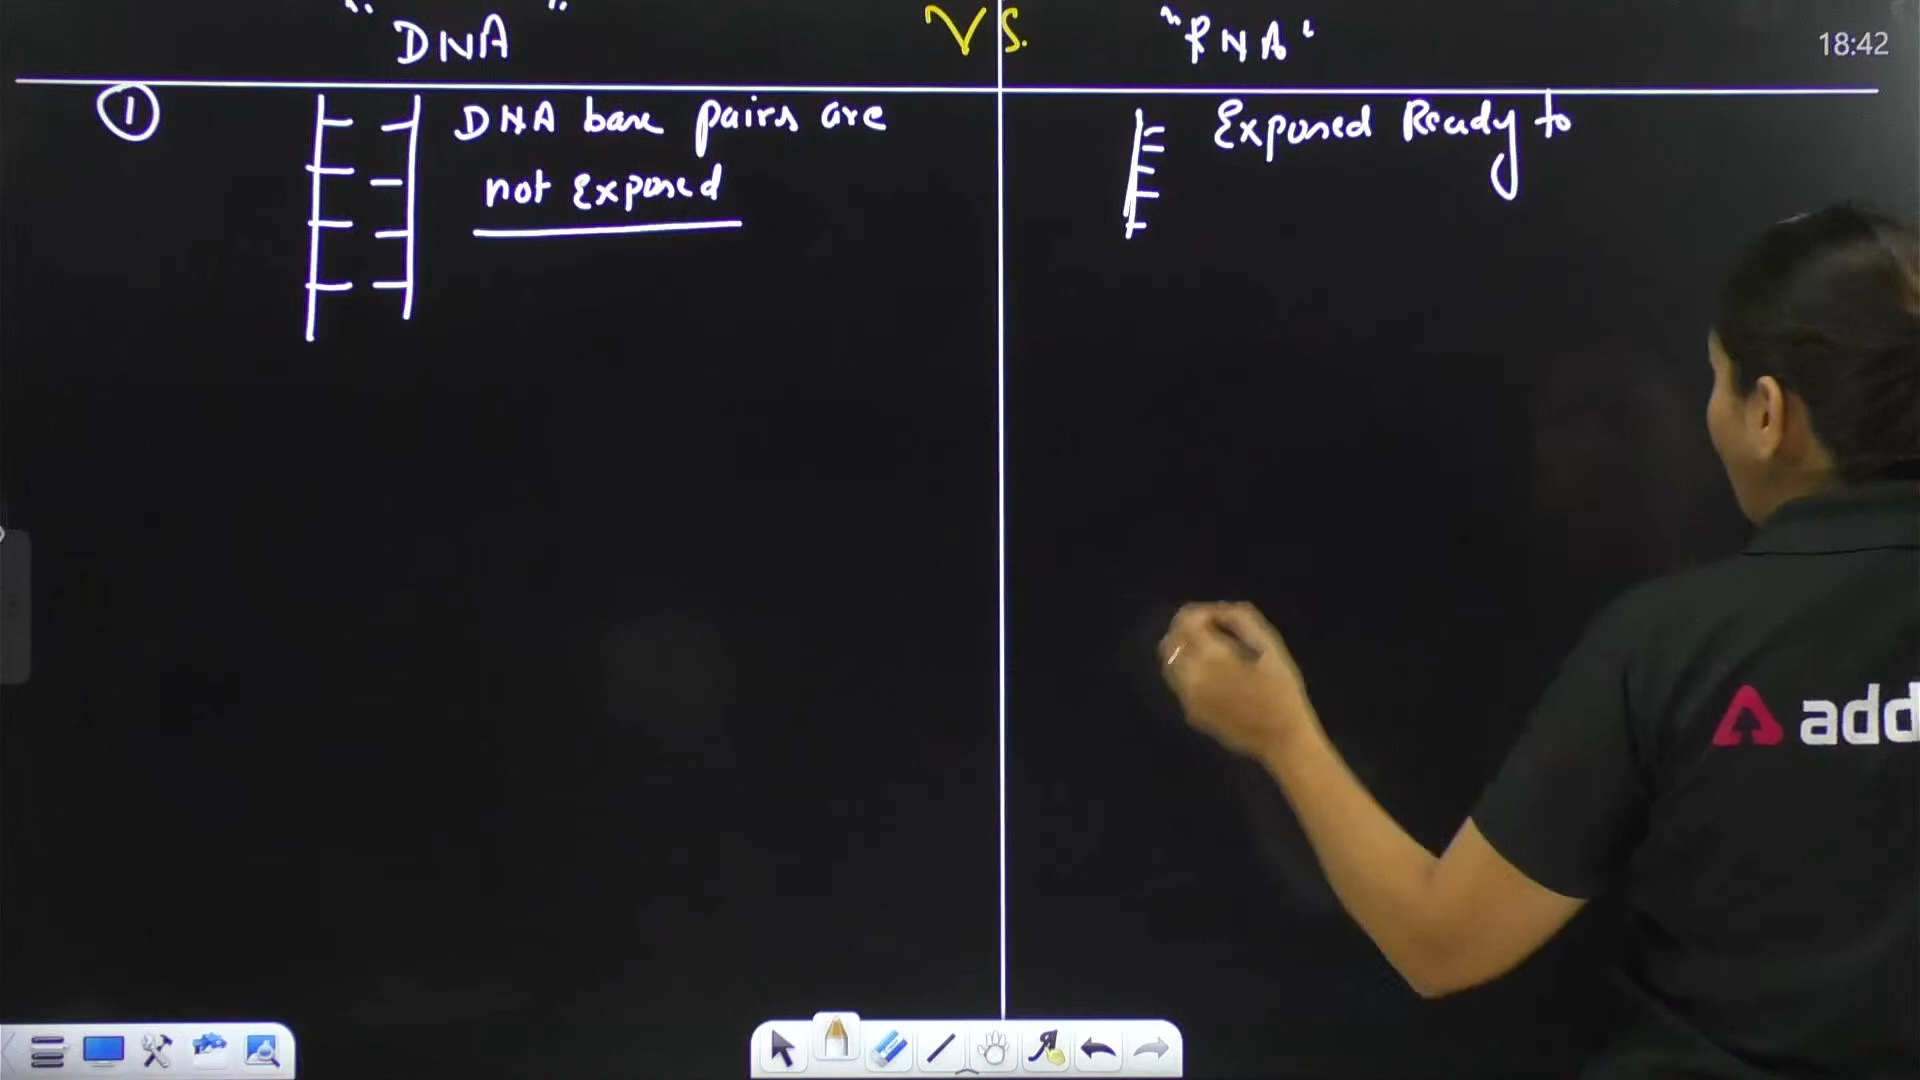 "DNA" VS. "RNA"
18:42
① DNA base pairs are
not Exposed
Exposed Ready to
add